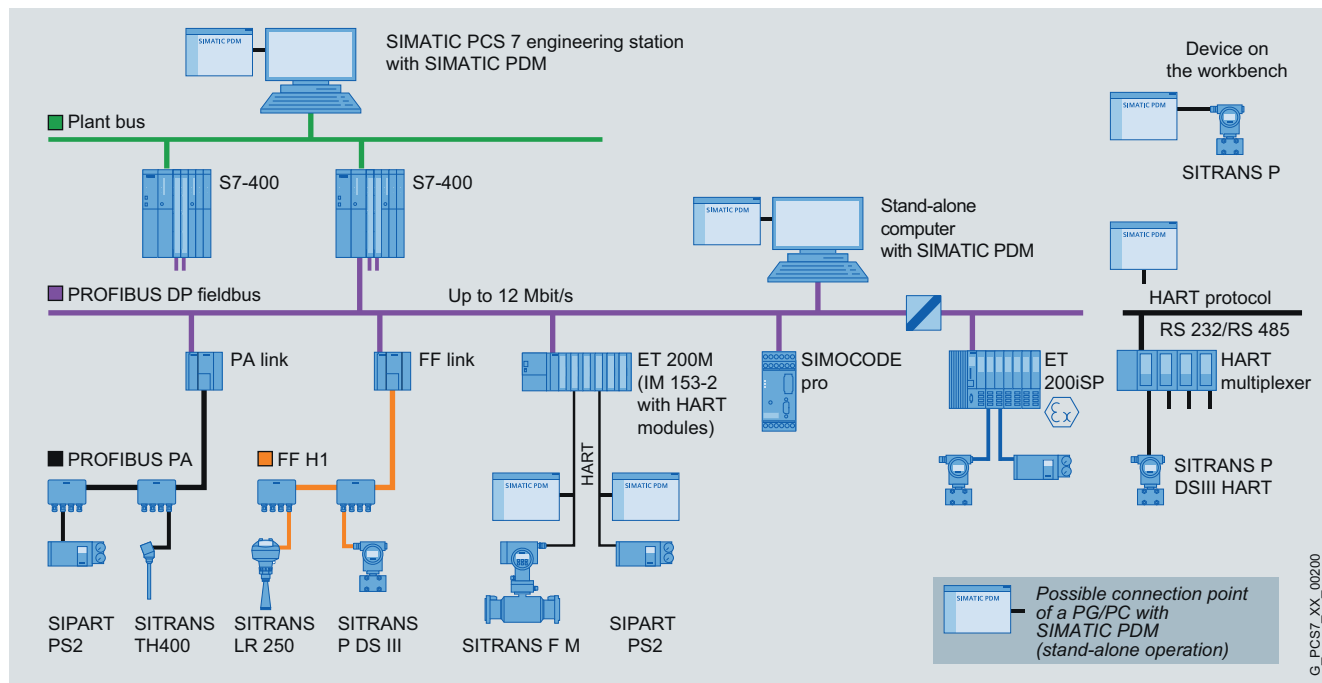 SIMATIC PDM
SIMATIC PCS 7 engineering station
with SIMATIC PDM
Device on
the workbench
SIMATIC PDM
SITRANS P
Plant bus
S7-400
S7-400
SIMATIC PDM
Stand-alone
computer
with SIMATIC PDM
SIMATIC PDM
PROFIBUS DP fieldbus
Up to 12 Mbit/s
HART protocol
RS 232/RS 485
PA link
FF link
ET 200M
(IM 153-2
with HART
modules)
SIMOCODE
pro
ET
200iSP
Ex
HART
multiplexer
PROFIBUS PA
FF H1
HART
SIMATIC PDM
SIMATIC PDM
SITRANS P
DSIII HART
SIPART
PS2
SITRANS
TH400
SITRANS
LR 250
SITRANS
P DS III
SITRANS F M
SIPART
PS2
SIMATIC PDM
Possible connection point
of a PG/PC with
SIMATIC PDM
(stand-alone operation)
G_PCS7_XX_00200